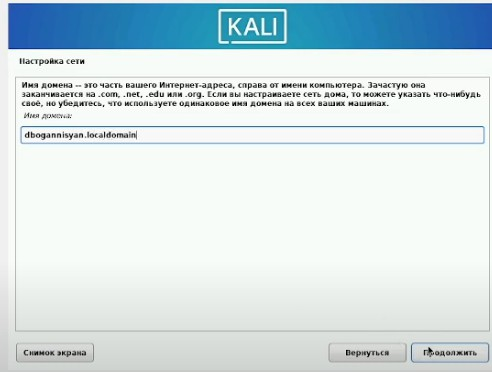 KALI
Настройка сети
Имя домена -- это часть вашего Интернет-адреса, справа от имени компьютера. Зачастую она
заканчивается на .com, .net, .edu или .org. Если вы настраиваете сеть дома, то можете указать что-нибудь
своё, но убедитесь, что используете одинаковое имя домена на всех ваших машинах.
Имя домена:
dbogannisyan.localdomain
Снимок экрана
Вернуться
Продолжить